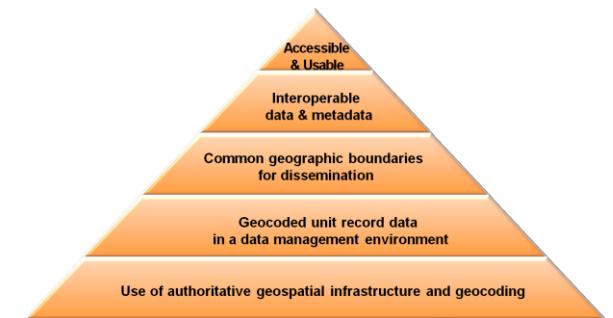 Accessible
& Usable
Interoperable
data & metadata
Common geographic boundaries
for dissemination
Geocoded unit record data
in a data management environment
Use of authoritative geospatial infrastructure and geocoding